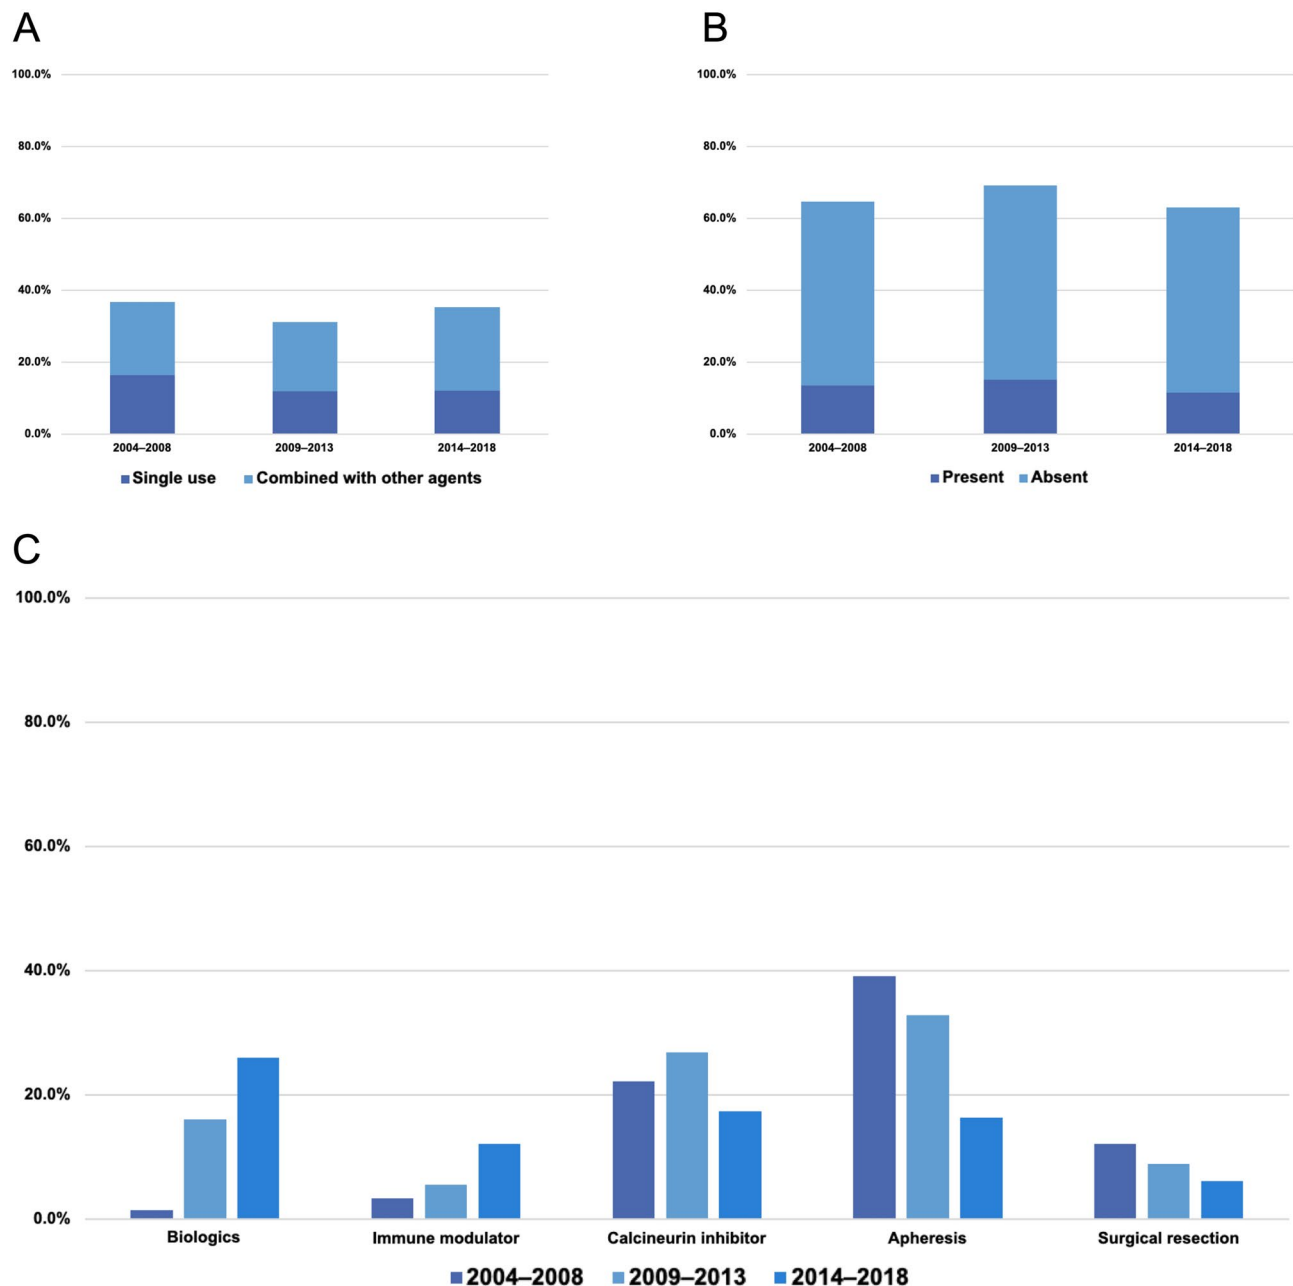 A
100.0%
80.0%
60.0%
40.0%
20.0%
0.0%
2004–2008 2009–2013 2014–2018
Single use Combined with other agents
B
100.0%
80.0%
60.0%
40.0%
20.0%
0.0%
2004–2008 2009–2013 2014–2018
Present Absent
C
100.0%
80.0%
60.0%
40.0%
20.0%
0.0%
Biologics Immune modulator Calcineurin inhibitor Apheresis Surgical resection
2004–2008 2009–2013 2014–2018